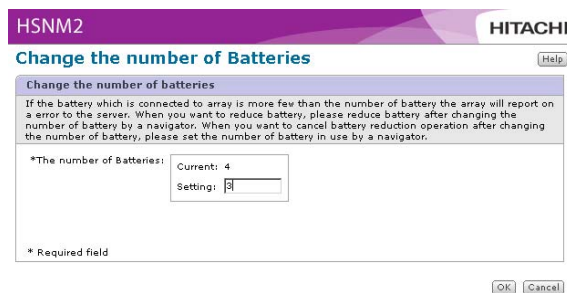 HSNM2
HITACHI
Change the number of Batteries
Help
Change the number of batteries
If the battery which is connected to array is more few than the number of battery the array will report on
a error to the server. When you want to reduce battery, please reduce battery after changing the
number of battery by a navigator. When you want to cancel battery reduction operation after changing
the number of battery, please set the number of battery in use by a navigator.
*The number of Batteries:
Current: 4
Setting: 3
* Required field
OK Cancel